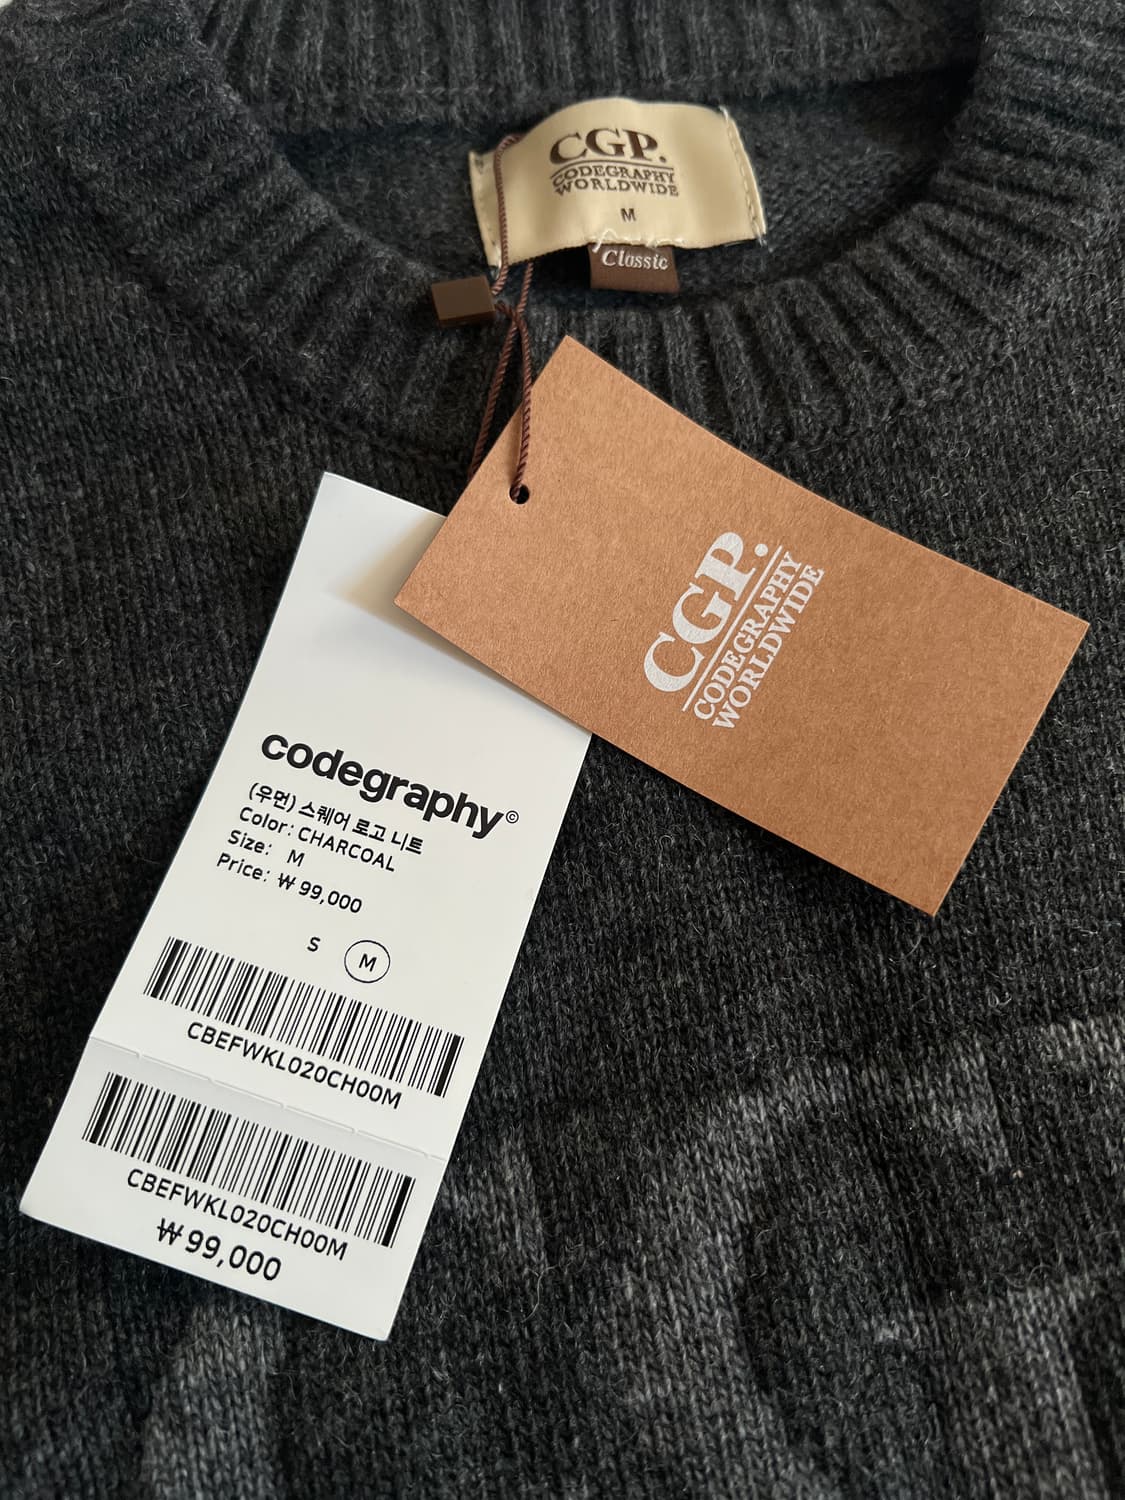 CGP.
CODEGRAPHY
WORLDWIDE
M
Classic
CGP.
CODEGRAPHY
WORLDWIDE
codegraphy©
(우먼) 스퀘어 로고 니트
Color: CHARCOAL
Size: M
Price: ₩ 99,000
S M
CBEFWKL020CH00M
CBEFWKL020CH00M
₩ 99,000